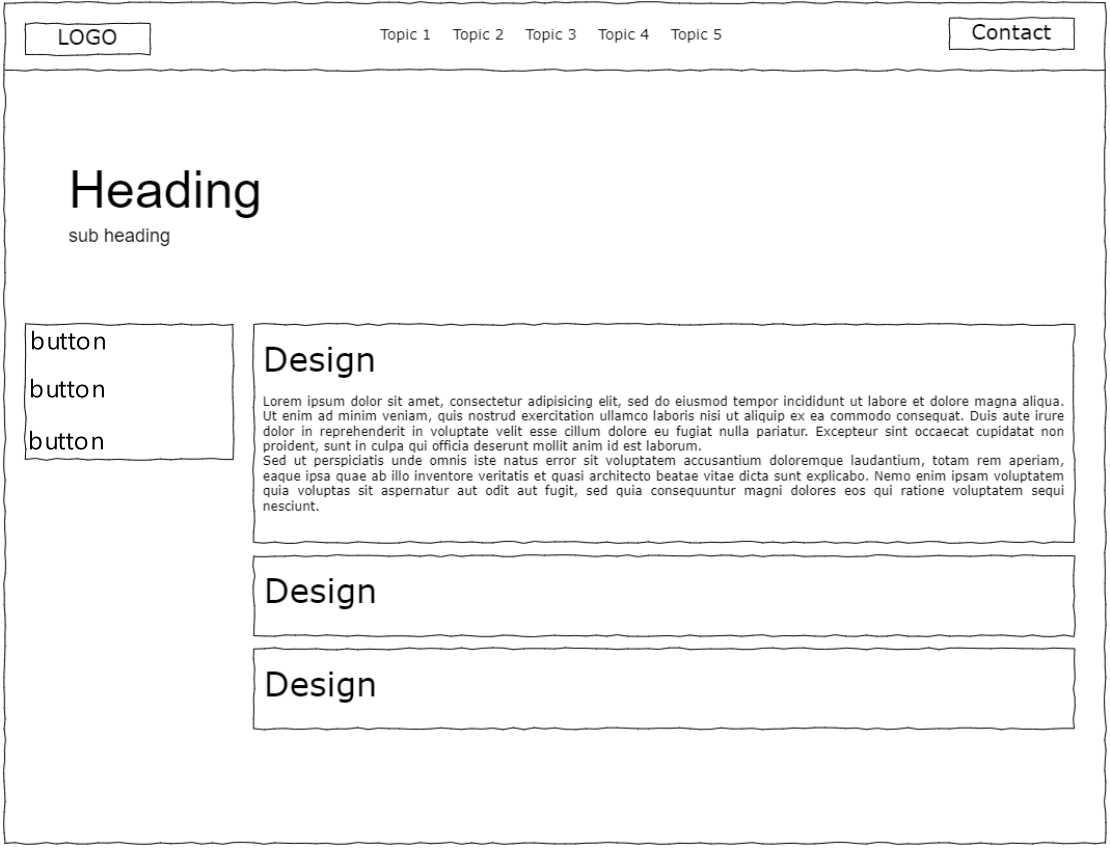 LOGO
Topic 1 Topic 2 Topic 3 Topic 4 Topic 5
Contact
Heading
sub heading
button
button
button
Design
Lorem ipsum dolor sit amet, consectetur adipisicing elit, sed do eiusmod tempor incididunt ut labore et dolore magna aliqua.
Ut enim ad minim veniam, quis nostrud exercitation ullamco laboris nisi ut aliquip ex ea commodo consequat. Duis aute irure
dolor in reprehenderit in voluptate velit esse cillum dolore eu fugiat nulla pariatur. Excepteur sint occaecat cupidatat non
proident, sunt in culpa qui officia deserunt mollit anim id est laborum.
Sed ut perspiciatis unde omnis iste natus error sit voluptatem accusantium doloremque laudantium, totam rem aperiam,
eaque ipsa quae ab illo inventore veritatis et quasi architecto beatae vitae dicta sunt explicabo. Nemo enim ipsam voluptatem
quia voluptas sit aspernatur aut odit aut fugit, sed quia consequuntur magni dolores eos qui ratione voluptatem sequi
nesciunt.
Design
Design